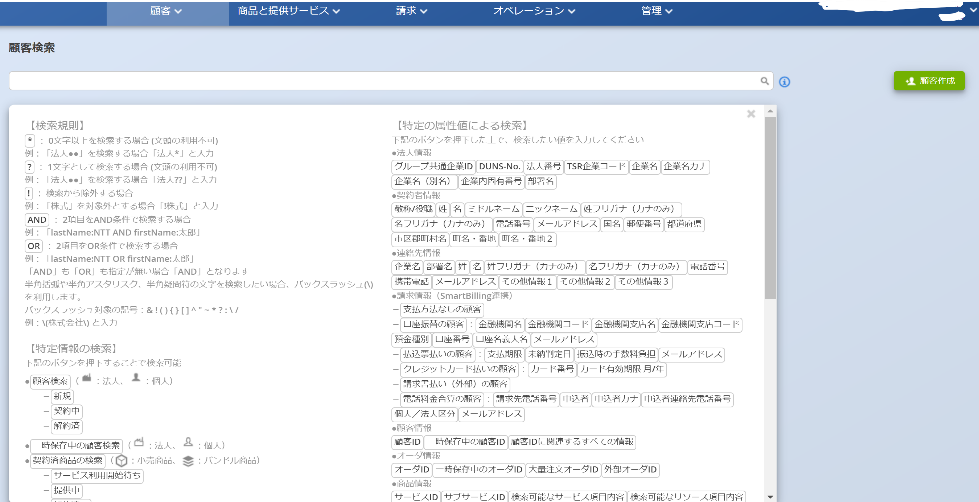 顧客 商品と提供サービス 請求 オペレーション 管理
顧客検索
顧客作成
【検索規則】
* : 0文字以上を検索する場合 (文頭の利用不可)
例:「法人●●」を検索する場合「法人*」と入力
? : 1文字として検索する場合 (文頭の利用不可)
例:「法人●●」を検索する場合「法人??」と入力
! : 検索から除外する場合
例:「株式」を対象外とする場合「!株式」と入力
AND : 2項目をAND条件で検索する場合
例:「lastName:NTT AND firstName:太郎」
OR : 2項目をOR条件で検索する場合
例:「lastName:NTT OR firstName:太郎」
「AND」も「OR」も指定が無い場合「AND」となります
半角括弧や半角アスタリスク、半角疑問符の文字を検索したい場合、バックスラッシュ(\)
を利用します。
バックスラッシュ対象の記号:& ! ( ) { } [ ] ^ " ~ * ? : \ /
例:\(株式会社\) と入力
【特定情報の検索】
下記のボタンを押下することで検索可能
●顧客検索 ( : 法人、 : 個人)
– 新規
– 契約中
– 解約済
●一時保存中の顧客検索 ( : 法人、 : 個人)
●契約済商品の検索 ( : 小売商品、 : バンドル商品)
– サービス利用開始待ち
– 提供中
【特定の属性値による検索】
下記のボタンを押下した上で、検索したい値を入力してください
●法人情報
グループ共通企業ID DUNS-No. 法人番号 TSR企業コード 企業名 企業名カナ
企業名(別名) 企業内固有番号 部署名
●契約者情報
敬称/役職 姓 名 ミドルネーム ニックネーム 姓フリガナ(カナのみ)
名フリガナ(カナのみ) 電話番号 メールアドレス 国名 郵便番号 都道府県
市区郡町村名 町名・番地 町名・番地2
●連絡先情報
企業名 部署名 姓 名 姓フリガナ(カナのみ) 名フリガナ(カナのみ) 電話番号
携帯電話 メールアドレス その他情報1 その他情報2 その他情報3
●請求情報(SmartBilling連携)
– 支払方法なしの顧客
– 口座振替の顧客 : 金融機関名 金融機関コード 金融機関支店名 金融機関支店コード
預金種別 口座番号 口座名義人名 メールアドレス
– 払込票払いの顧客 : 支払期限 未納判定日 振込時の手数料負担 メールアドレス
– クレジットカード払いの顧客 : カード番号 カード有効期限 月/年
– 請求書払い(外部)の顧客
– 電話料金合算の顧客 : 請求先電話番号 申込者 申込者カナ 申込者連絡先電話番号
個人/法人区分 メールアドレス
●顧客情報
顧客ID 一時保存中の顧客ID 顧客IDに関連するすべての情報
●オーダ情報
オーダID 一時保存中のオーダID 大量注文オーダID 外部オーダID
●商品情報
サービスID サブサービスID 検索可能なサービス項目内容 検索可能なリソース項目内容